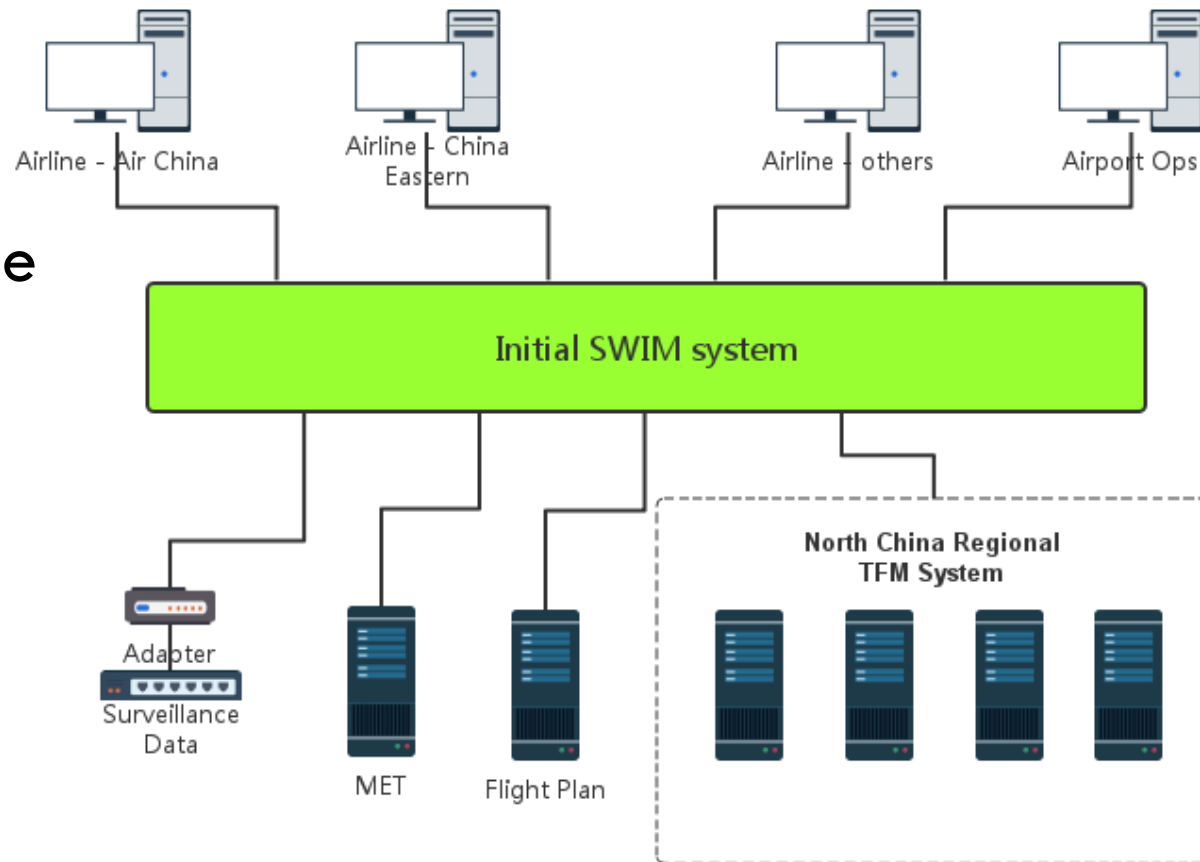 Airline - Air China
Airline - China
Eastern
Airline - others
Airport Ops
e
Initial SWIM system
North China Regional
TFM System
Adapter
Surveillance
Data
MET
Flight Plan